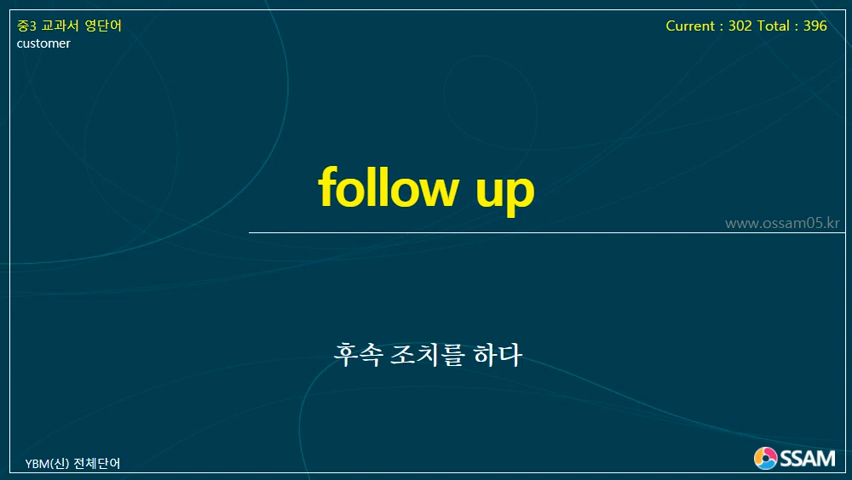 중3 교과서 영단어
Current : 302 Total : 396
customer
follow up
www.ossam05.kr
후속 조치를 하다
YBM(신) 전체단어
OSSAM